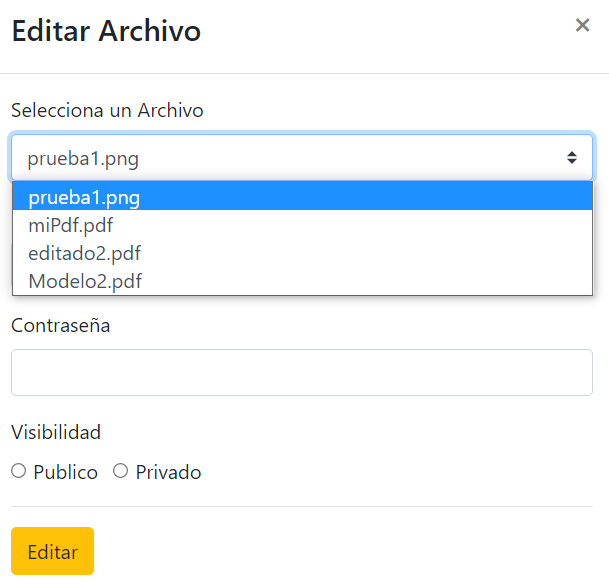 Editar Archivo
×
Selecciona un Archivo
prueba1.png
prueba1.png
miPdf.pdf
editado2.pdf
Modelo2.pdf
Contraseña
Visibilidad
Publico Privado
Editar